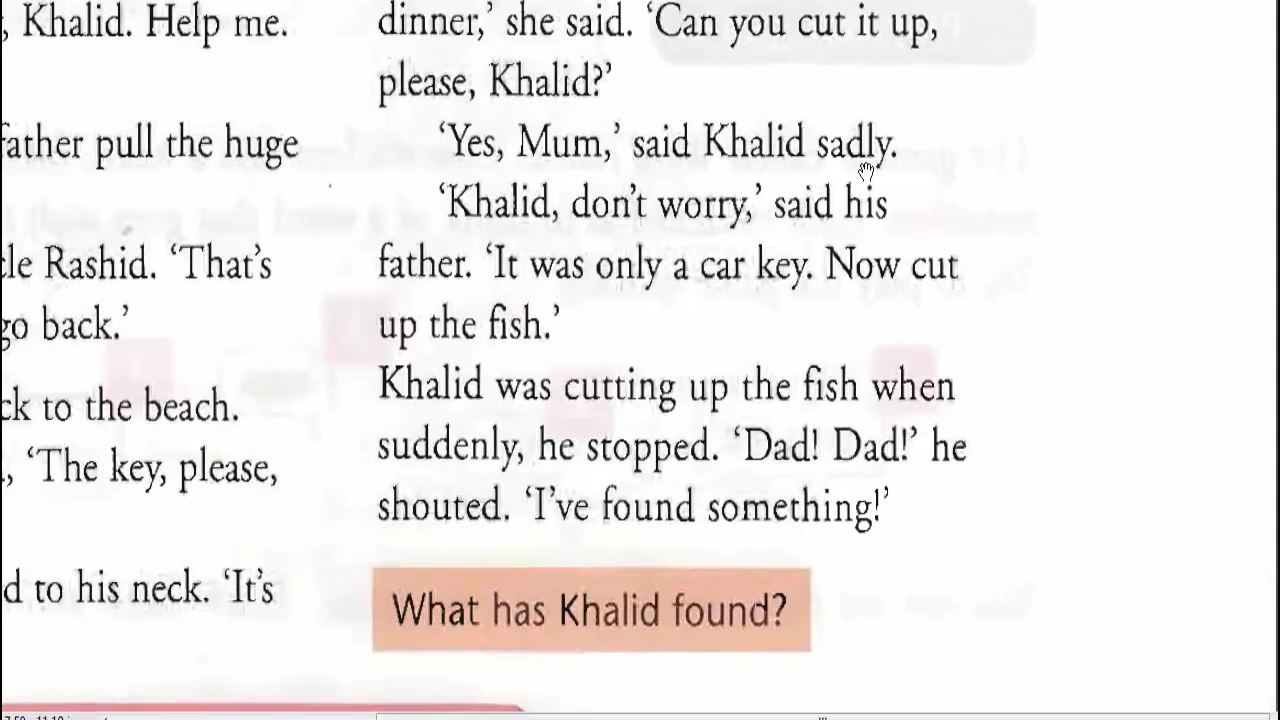 , Khalid. Help me.
father pull the huge
tle Rashid. ‘That’s
go back.’
ck to the beach.
., ‘The key, please,
d to his neck. ‘It’s
dinner,’ she said. ‘Can you cut it up,
please, Khalid?’
‘Yes, Mum,’ said Khalid sadly.
‘Khalid, don’t worry,’ said his
father. ‘It was only a car key. Now cut
up the fish.’
Khalid was cutting up the fish when
suddenly, he stopped. ‘Dad! Dad!’ he
shouted. ‘I’ve found something!’
What has Khalid found?